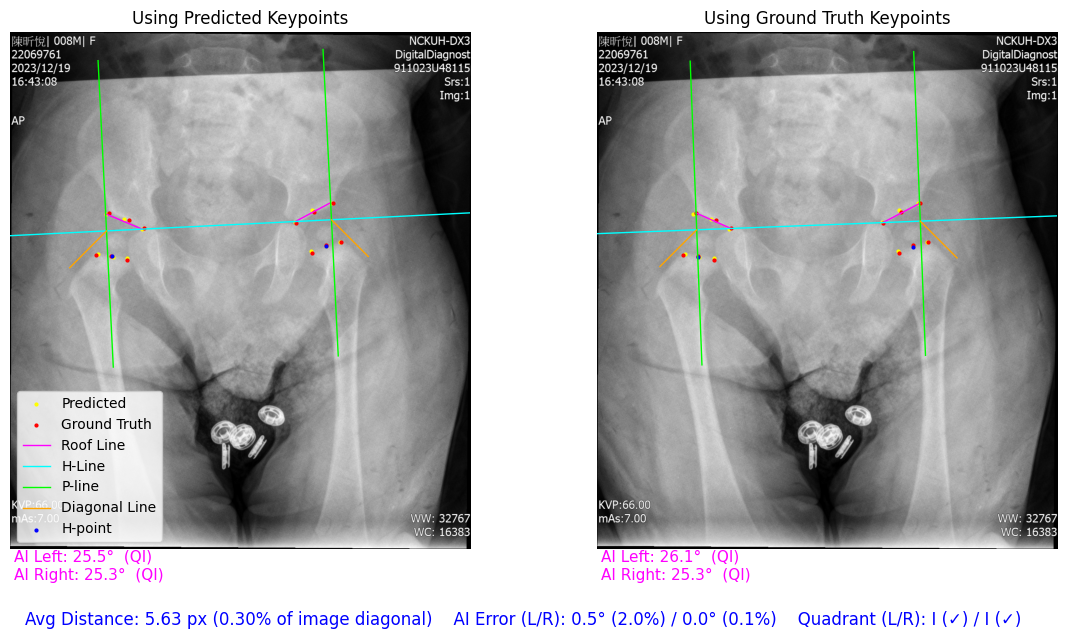 Using Predicted Keypoints
陳昕悅| 008M| F
22069761
2023/12/19
16:43:08
AP
NCKUH-DX3
DigitalDiagnost
911023U48115
Srs:1
Img:1
Predicted
Ground Truth
Roof Line
H-Line
P-line
Diagonal Line
H-point
KVP:66.00
mAs:7.00
WW: 32767
WC: 16383
AI Left: 25.5° (QI)
AI Right: 25.3° (QI)
Using Ground Truth Keypoints
陳昕悅| 008M| F
22069761
2023/12/19
16:43:08
AP
NCKUH-DX3
DigitalDiagnost
911023U48115
Srs:1
Img:1
KVP:66.00
mAs:7.00
WW: 32767
WC: 16383
AI Left: 26.1° (QI)
AI Right: 25.3° (QI)
Avg Distance: 5.63 px (0.30% of image diagonal) AI Error (L/R): 0.5° (2.0%) / 0.0° (0.1%) Quadrant (L/R): I (✓) / I (✓)